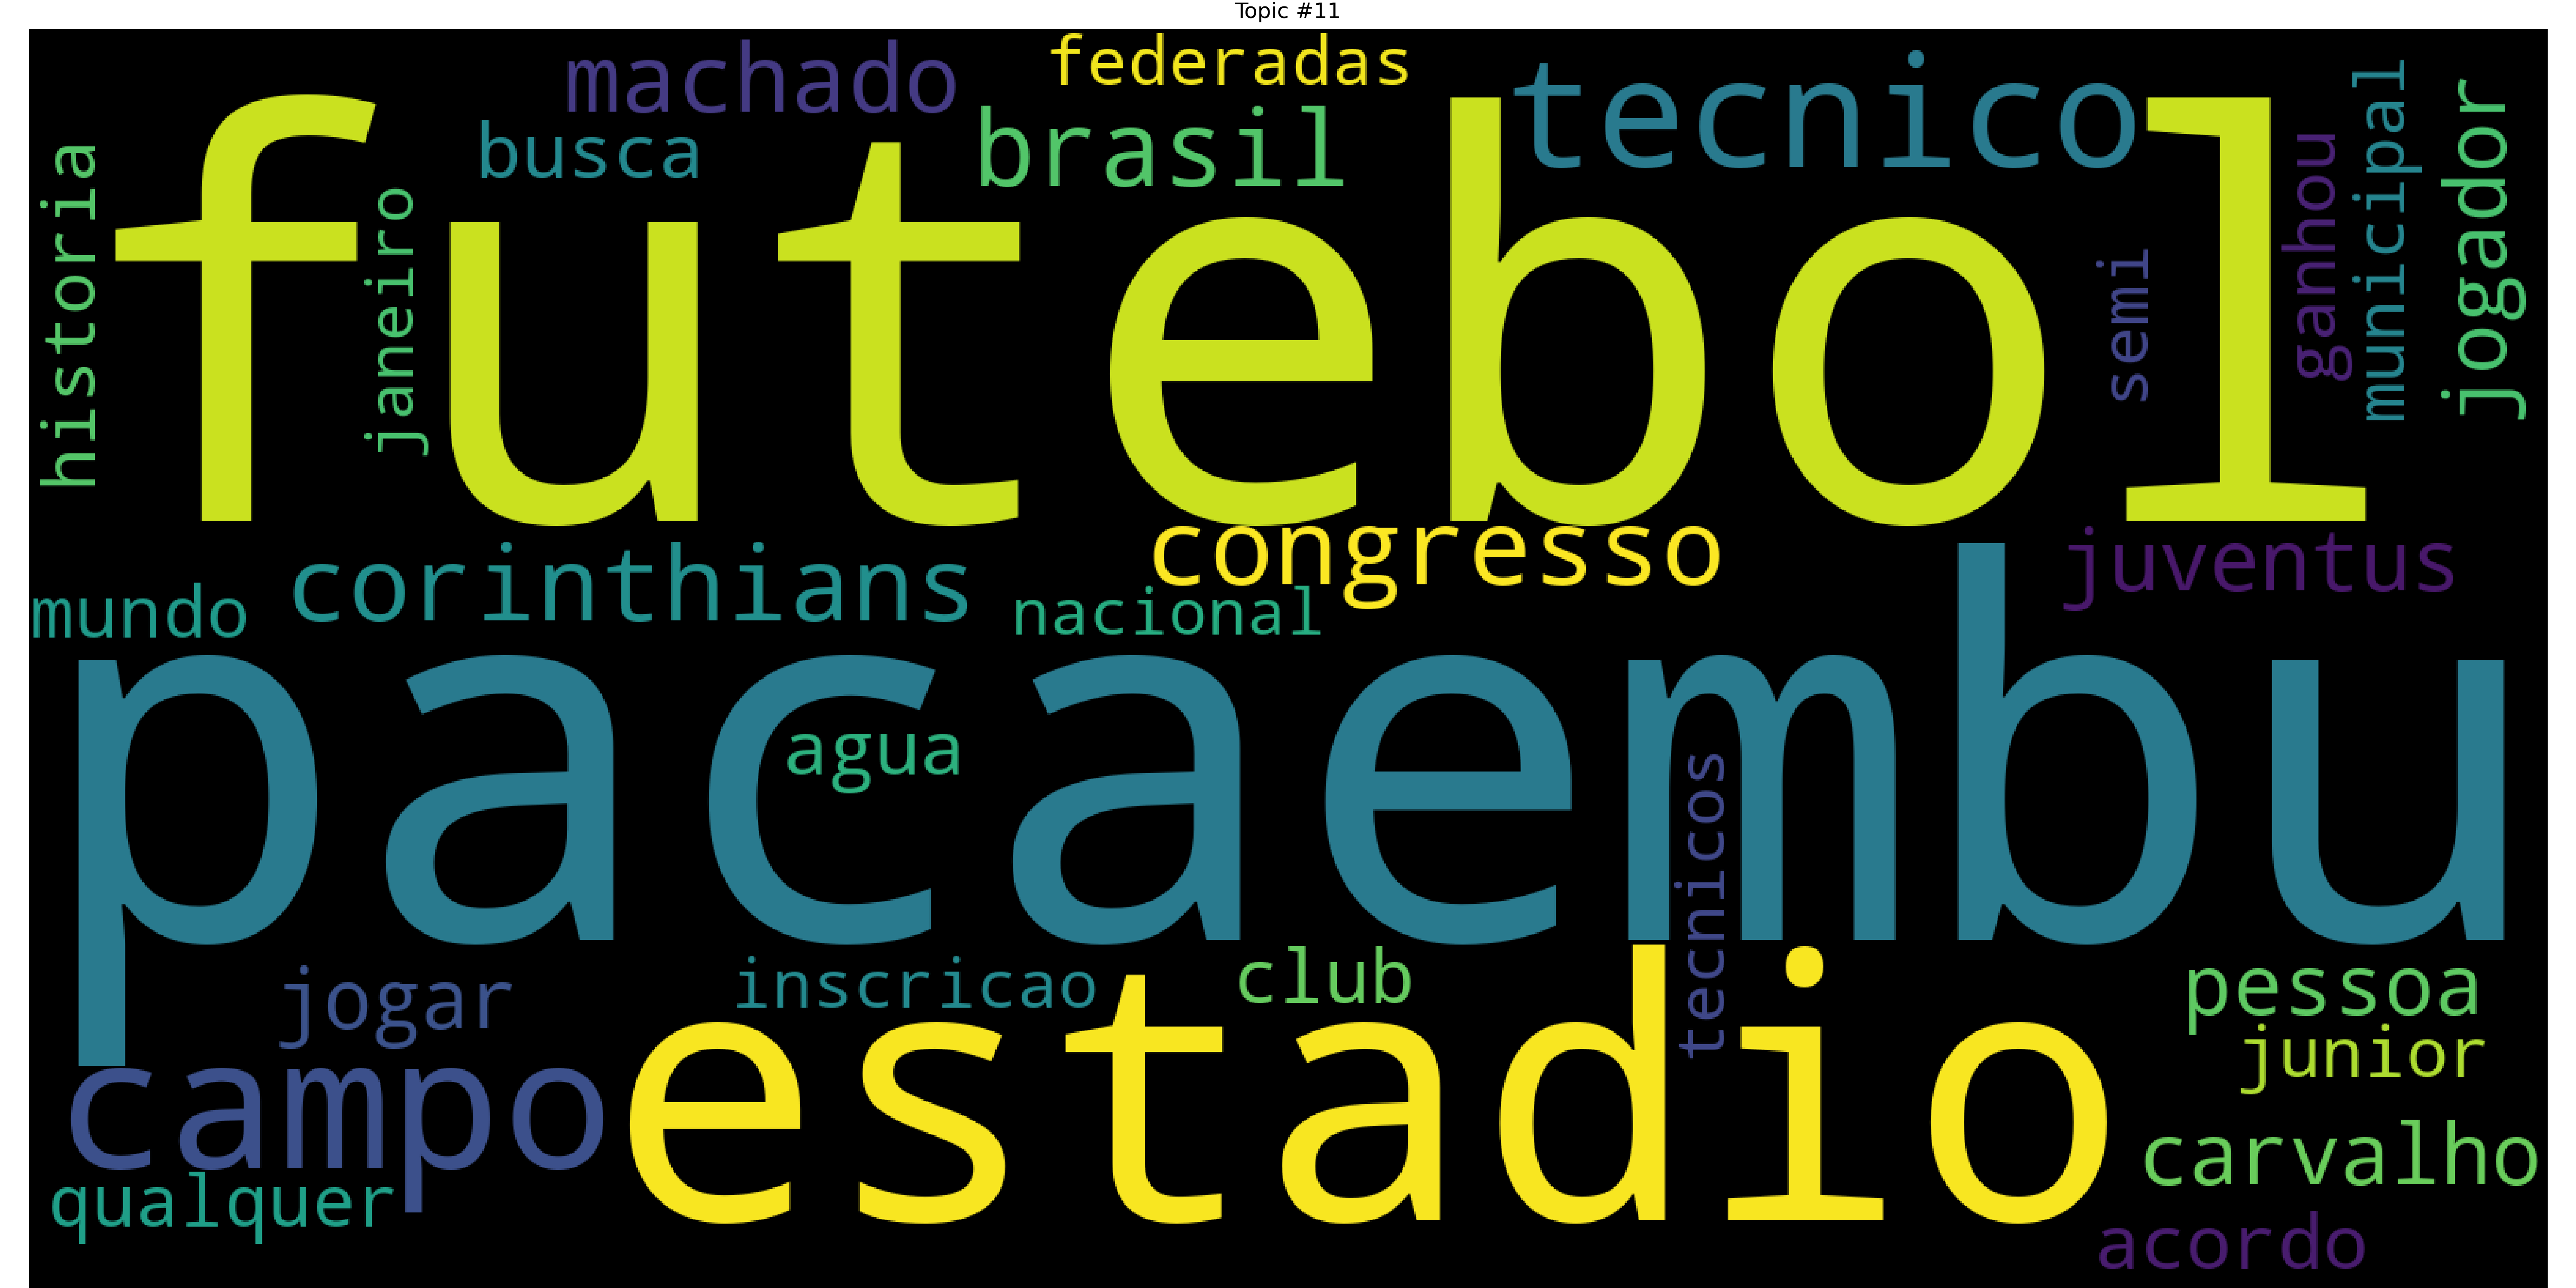 Topic #11
machado
federadas
tecnico
busca
brasil
historia
janeiro
futebol
semi
ganhou
municipal
jogador
corinthians
congresso
juventus
mundo
nacional
pacaembu
agua
tecnicos
jogar
inscricao
club
pessoa
junior
campo
estadio
carvalho
qualquer
acordo